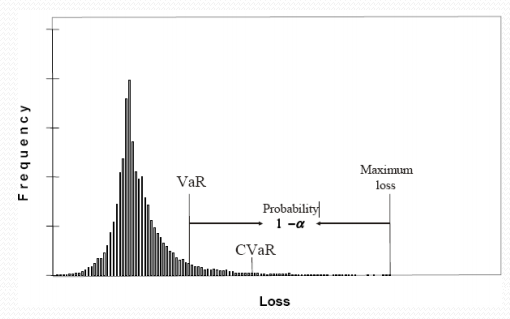 Frequency
VaR
Maximum
loss
Probability
1 -α
CVaR
Loss